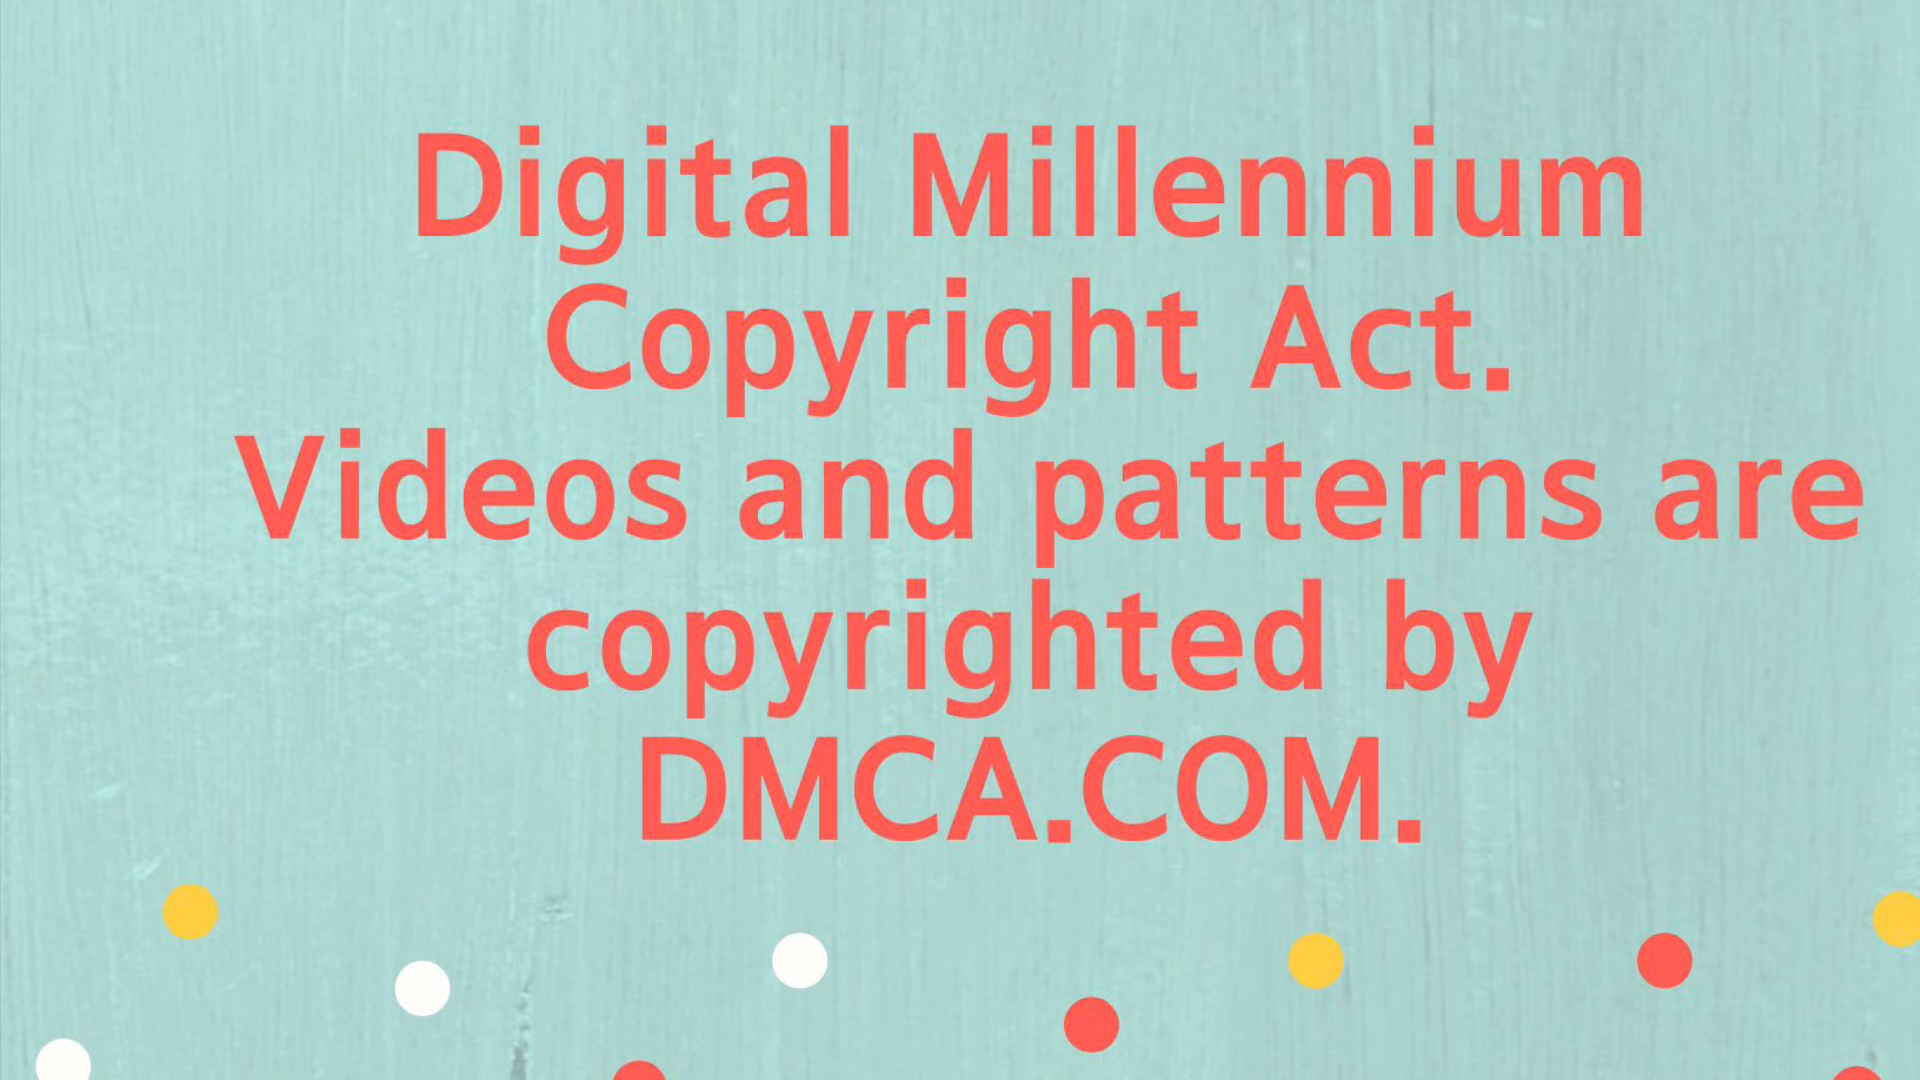 Digital Millennium
Copyright Act.
Videos and patterns are
copyrighted by
DMCA.COM.